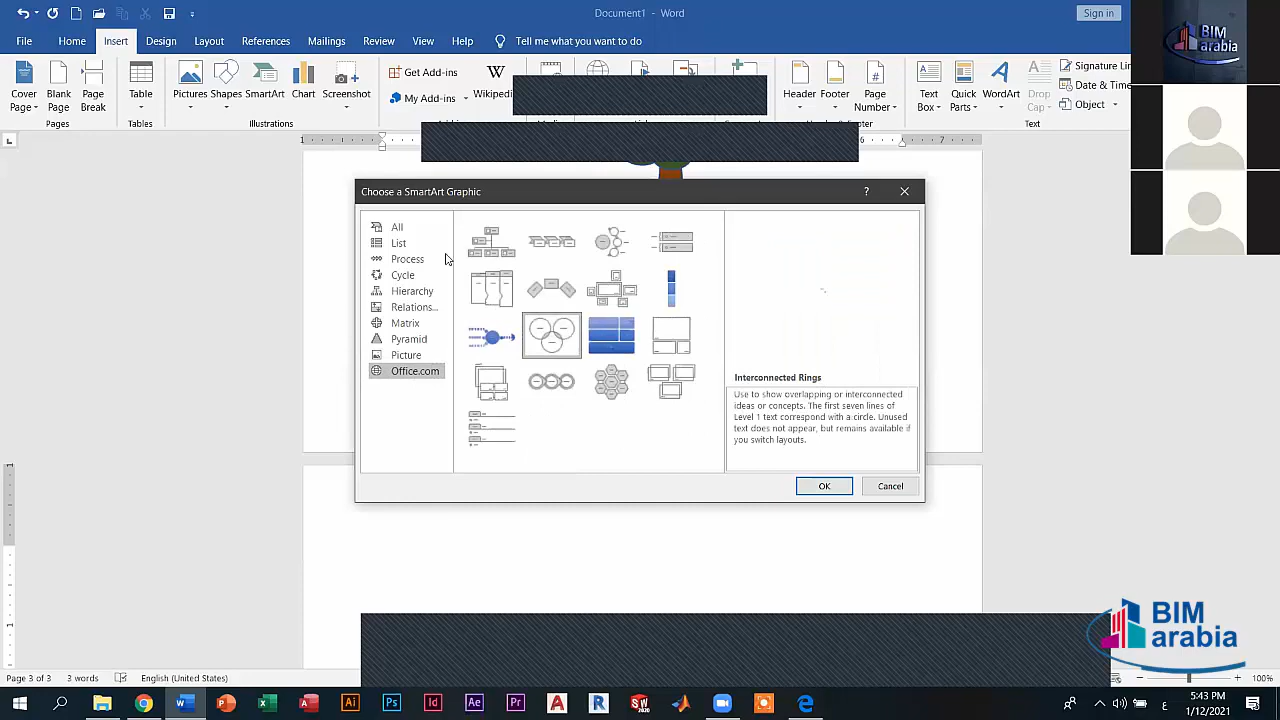 Document1 - Word
Sign in
File Home Insert Design Layout References Mailings Review View Help Tell me what you want to do
Cover Page
Blank Page
Page Break
Table
Pictures
Shapes
SmartArt
Chart
Screenshot
Get Add-ins
My Add-ins
Wikipedi
Header
Footer
Page Number
Text Box
Quick Parts
WordArt
Drop Cap
Signature Lin
Date & Time
Object
Pages
Tables
Illustrations
Text
BIM arabia
Choose a SmartArt Graphic
All
List
Process
Cycle
Hierarchy
Relations...
Matrix
Pyramid
Picture
Office.com
Interconnected Rings
Use to show overlapping or interconnected
ideas or concepts. The first seven lines of
Level 1 text correspond with a circle. Unused
text does not appear, but remains available if
you switch layouts.
OK Cancel
BIM
arabia
Page 3 of 3 3 words English (United States)
100%
5:43 PM
1/12/2021